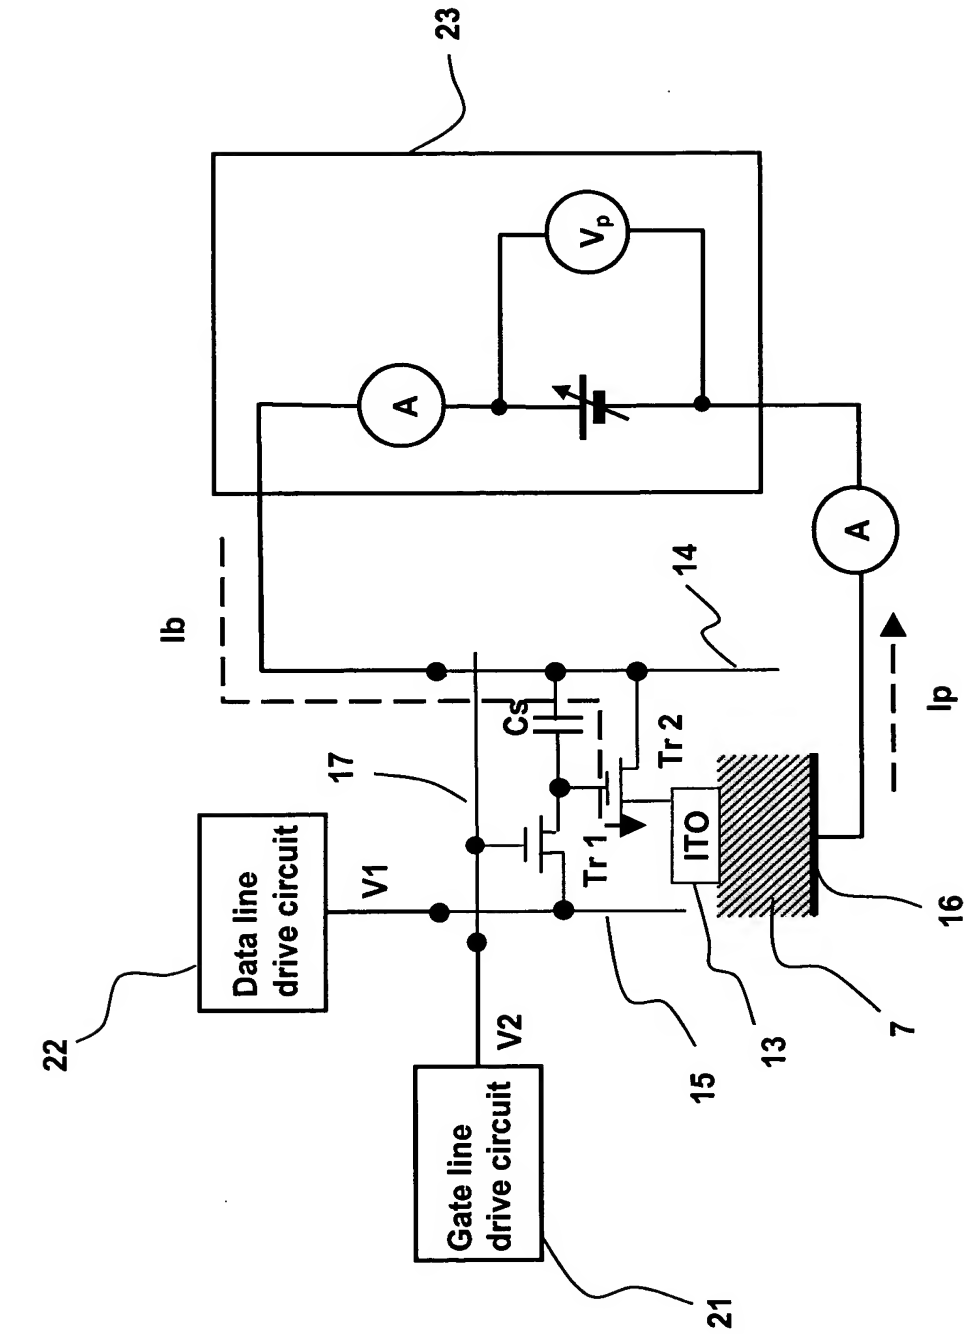 22
Data line
drive circuit
V1
17
Ib
23
A
Vp
Gate line
drive circuit
V2
21
Cs
Tr 1
Tr 2
14
ITO
15
13
7
16
Ip
A